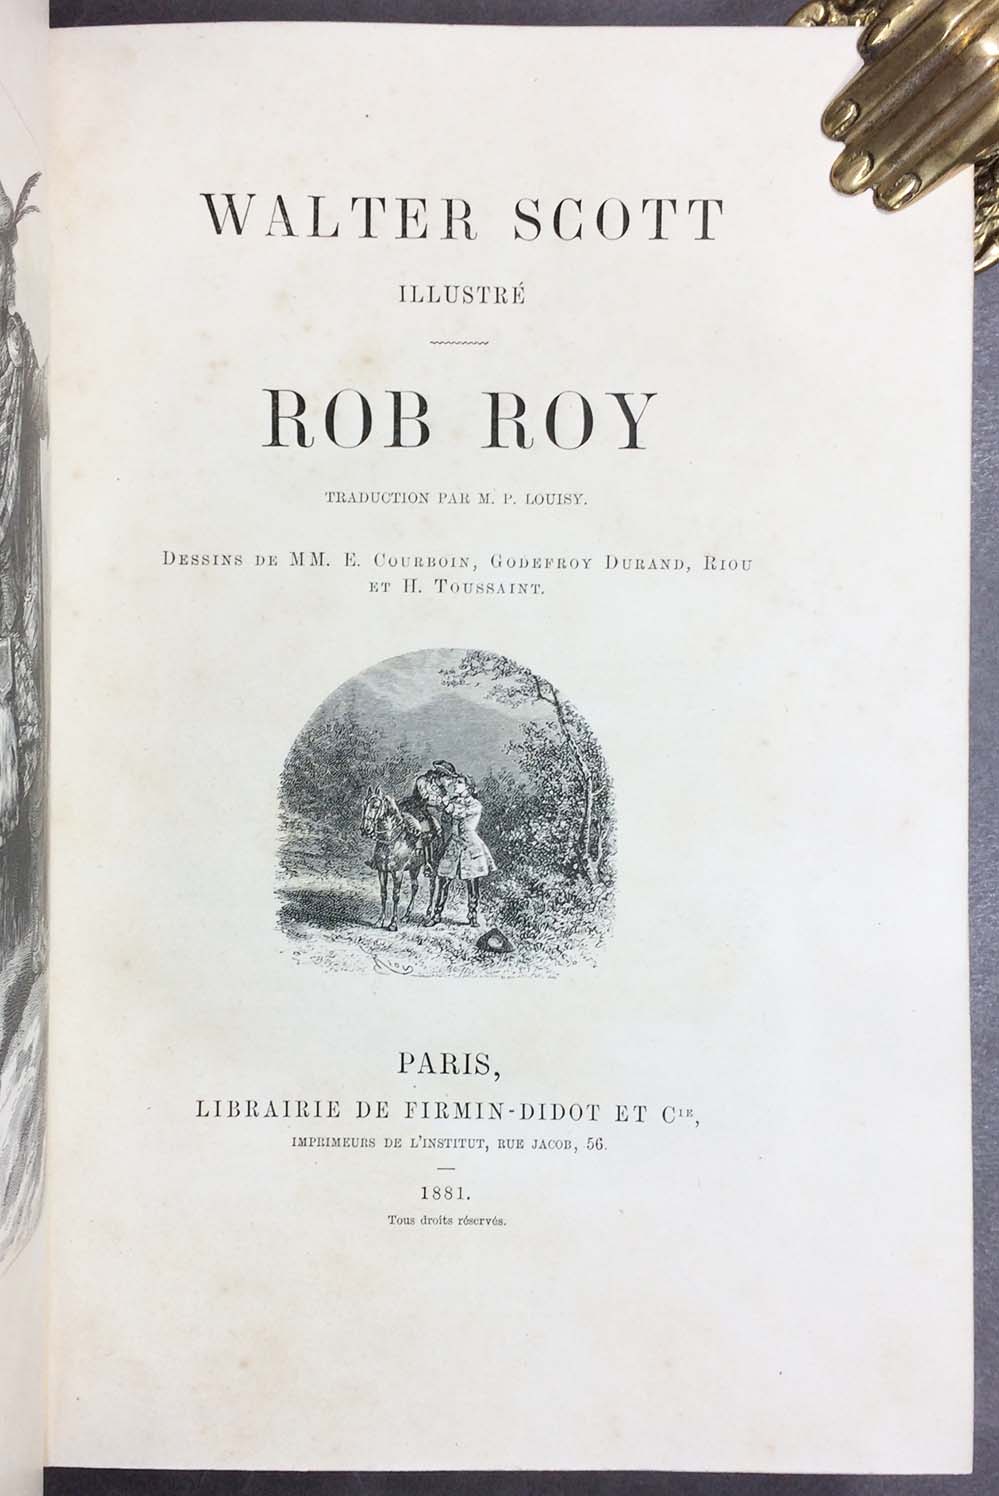 WALTER SCOTT
ILLUSTRÉ
ROB ROY
TRADUCTION PAR M. P. LOUISY.
DESSINS DE MM. E. COURBOIN, GODEFROY DURAND, RIOU
ET H. TOUSSAINT.
RIOU
PARIS,
LIBRAIRIE DE FIRMIN-DIDOT ET CIE,
IMPRIMEURS DE L'INSTITUT, RUE JACOB, 56.
1881.
Tous droits réservés.